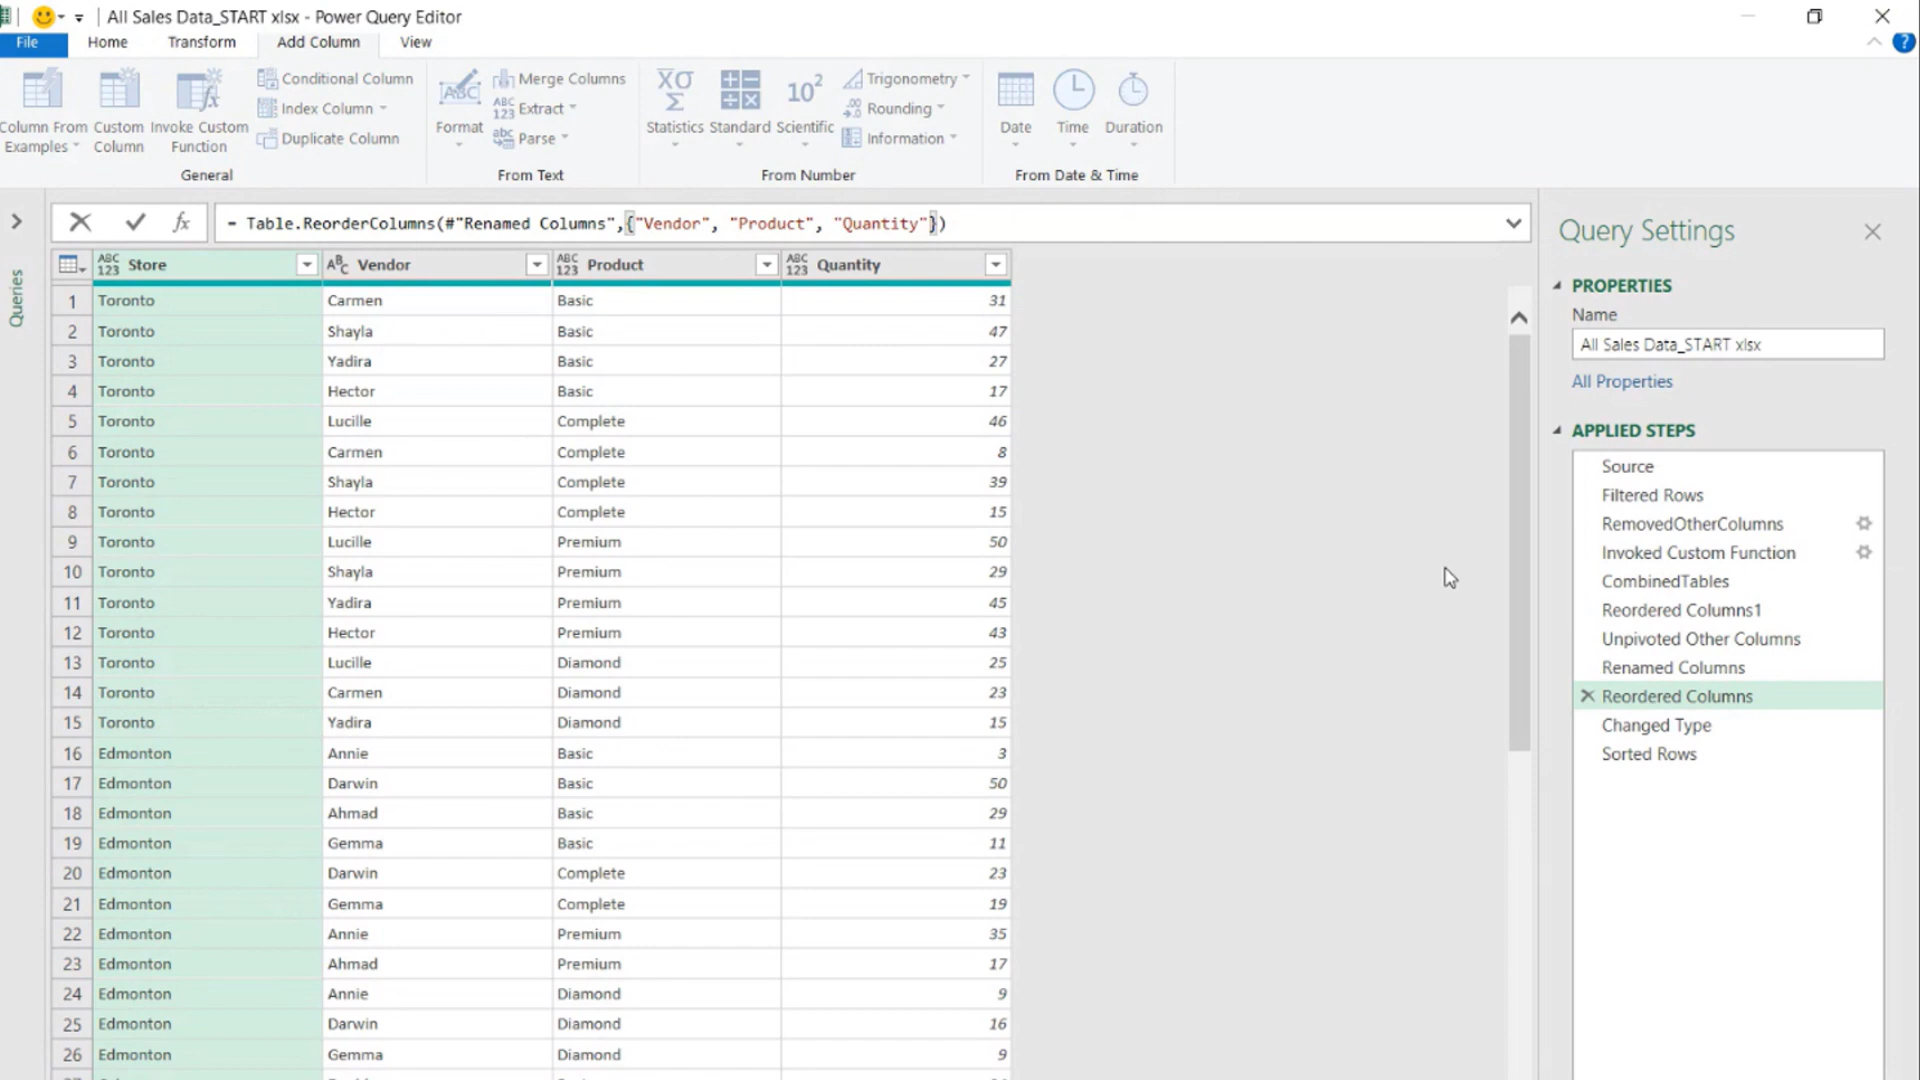 All Sales Data_START xlsx - Power Query Editor
File Home Transform Add Column View
Column From Examples
Custom Column
Invoke Custom Function
Conditional Column
Index Column
Duplicate Column
General
Format
Merge Columns
Extract
Parse
From Text
Statistics
Standard
Scientific
Trigonometry
Rounding
Information
From Number
Date
Time
Duration
From Date & Time
Queries
fx = Table.ReorderColumns(#"Renamed Columns",{"Vendor", "Product", "Quantity"})
Store Vendor Product Quantity
1 Toronto Carmen Basic 31
2 Toronto Shayla Basic 47
3 Toronto Yadira Basic 27
4 Toronto Hector Basic 17
5 Toronto Lucille Complete 46
6 Toronto Carmen Complete 8
7 Toronto Shayla Complete 39
8 Toronto Hector Complete 15
9 Toronto Lucille Premium 50
10 Toronto Shayla Premium 29
11 Toronto Yadira Premium 45
12 Toronto Hector Premium 43
13 Toronto Lucille Diamond 25
14 Toronto Carmen Diamond 23
15 Toronto Yadira Diamond 15
16 Edmonton Annie Basic 3
17 Edmonton Darwin Basic 50
18 Edmonton Ahmad Basic 29
19 Edmonton Gemma Basic 11
20 Edmonton Darwin Complete 23
21 Edmonton Gemma Complete 19
22 Edmonton Annie Premium 35
23 Edmonton Ahmad Premium 17
24 Edmonton Annie Diamond 9
25 Edmonton Darwin Diamond 16
26 Edmonton Gemma Diamond 9
Query Settings
PROPERTIES
Name
All Sales Data_START xlsx
All Properties
APPLIED STEPS
Source
Filtered Rows
RemovedOtherColumns
Invoked Custom Function
CombinedTables
Reordered Columns1
Unpivoted Other Columns
Renamed Columns
Reordered Columns
Changed Type
Sorted Rows